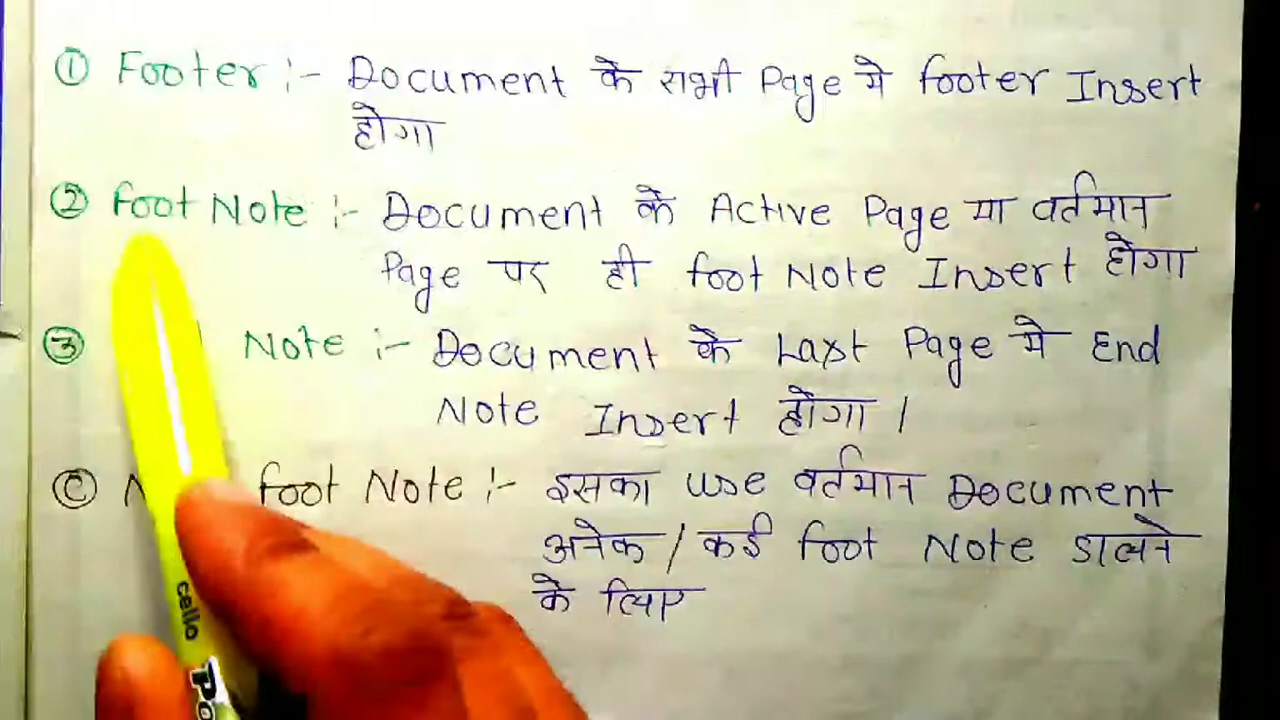 ① Footer :- Document के सभी Page मे footer Insert
होगा
② Foot Note :- Document के Active Page या वर्तमान
Page पर ही foot Note Insert होगा
③ Note :- Document के Last Page मे End
Note Insert होगा।
Ⓒ foot Note :- इसका use वर्तमान Document
अनेक/कई foot Note डालने
के लिए
cello